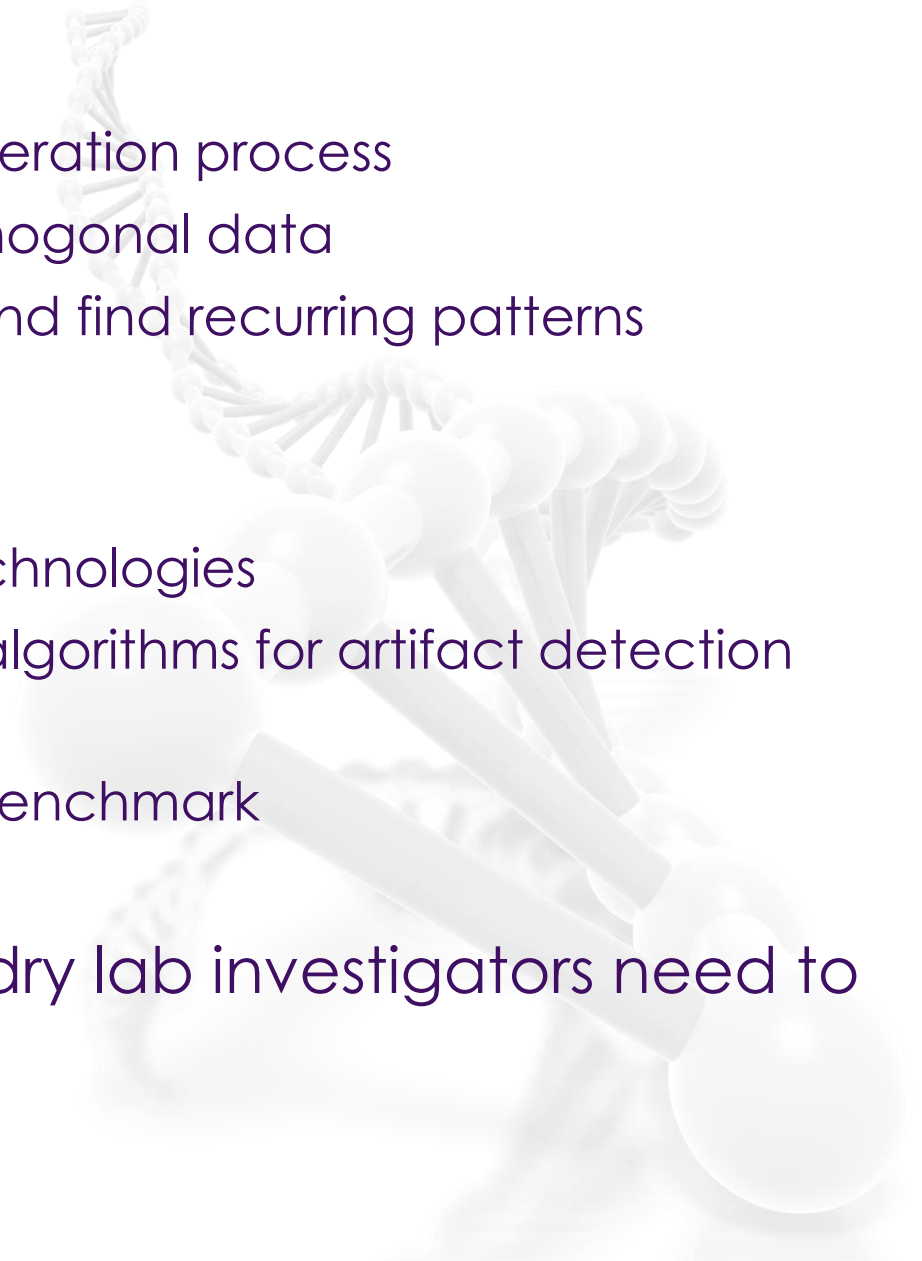 eration process
nogonal data
nd find recurring patterns
chnologies
algorithms for artifact detection
enchmark
dry lab investigators need to